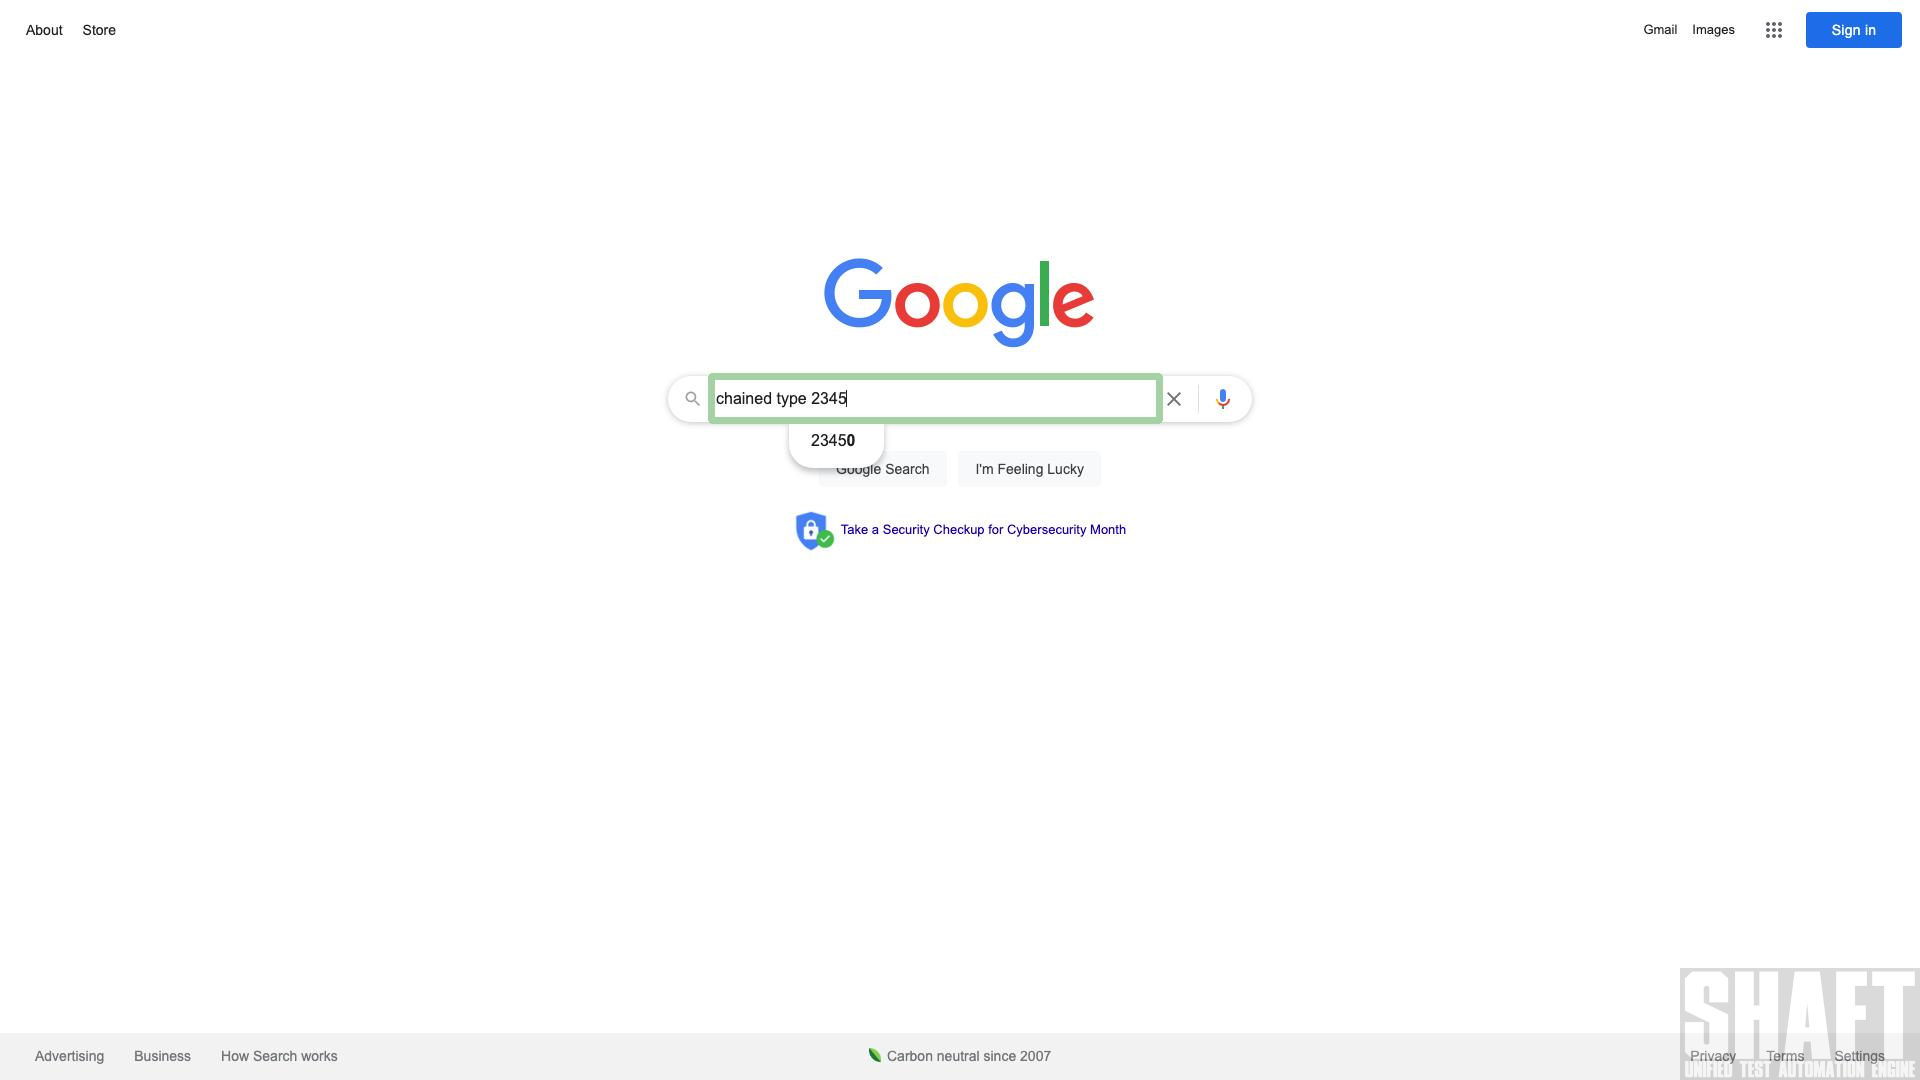 About Store Gmail Images Sign in
Google
chained type 2345
23450
Google Search I'm Feeling Lucky
Take a Security Checkup for Cybersecurity Month
Advertising Business How Search works Carbon neutral since 2007 Privacy Terms Settings
SHAFT
UNIFIED TEST AUTOMATION ENGINE